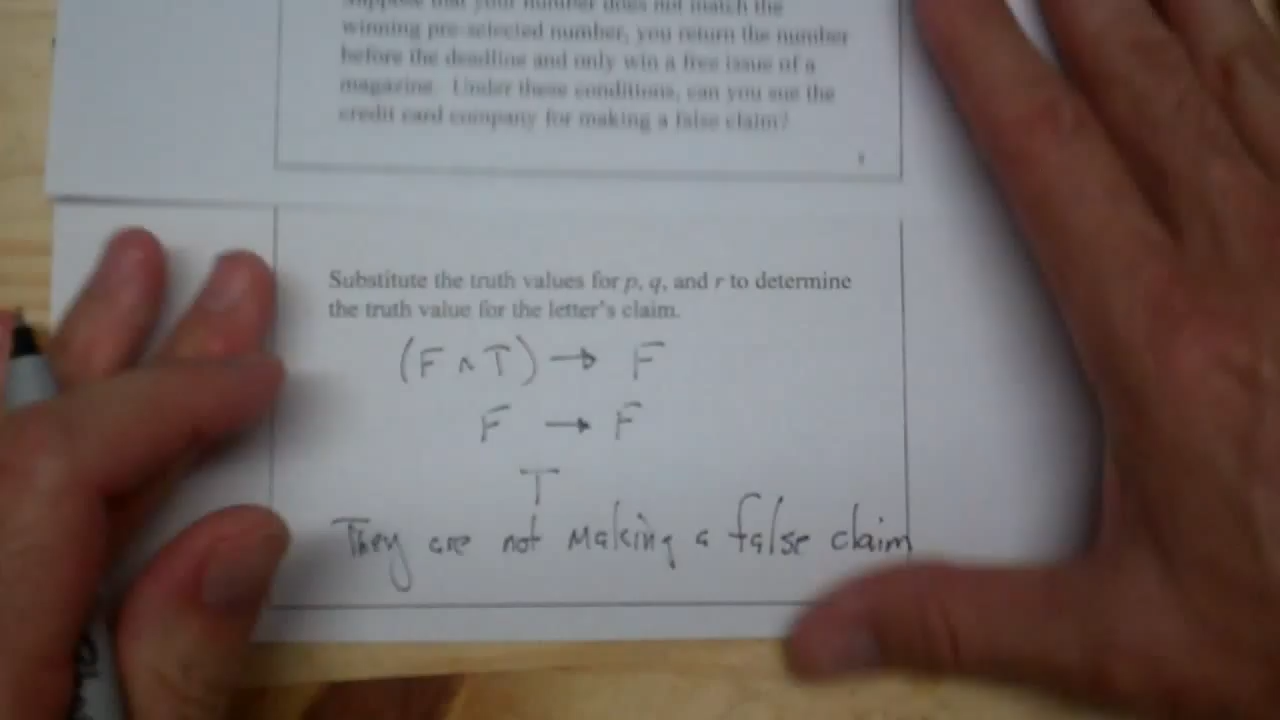 Suppose that your number does not match the
winning pre-selected number, you return the number
before the deadline and only win a free issue of a
magazine. Under these conditions, can you sue the
credit card company for making a false claim?
Substitute the truth values for p, q, and r to determine
the truth value for the letter's claim.
(F ∧ T) → F
F → F
T
They are not making a false claim